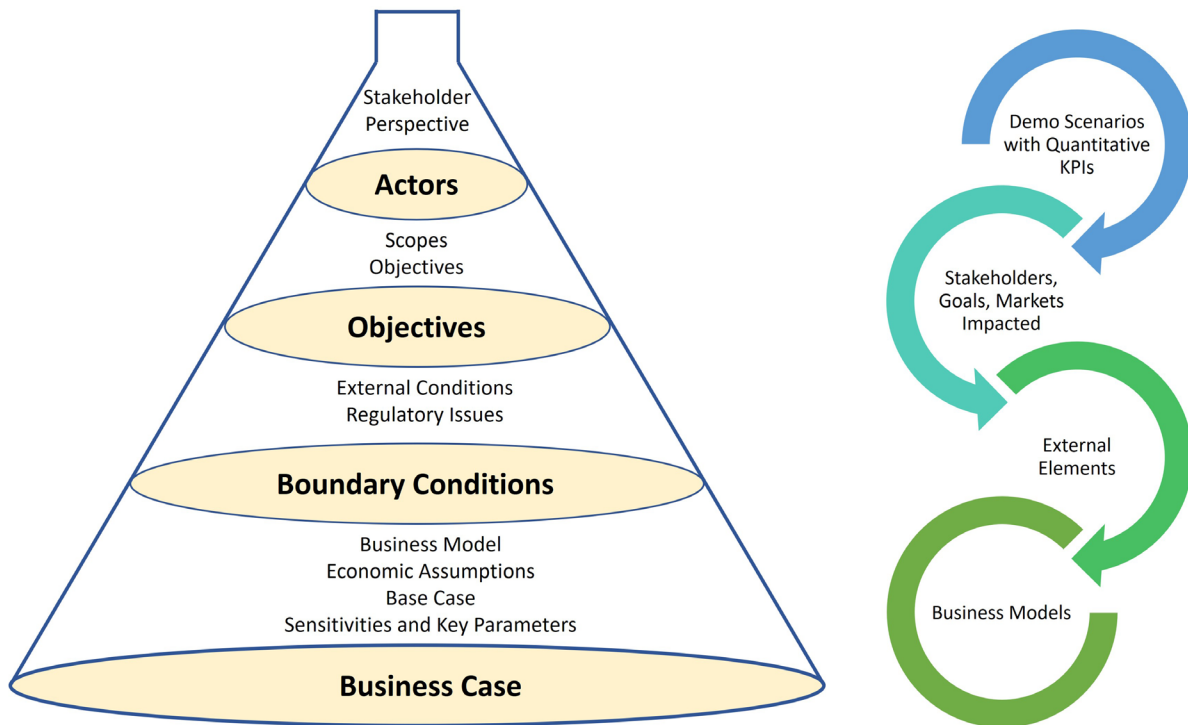 Stakeholder
Perspective
Actors
Scopes
Objectives
Objectives
External Conditions
Regulatory Issues
Boundary Conditions
Business Model
Economic Assumptions
Base Case
Sensitivities and Key Parameters
Business Case
Demo Scenarios
with Quantitative
KPIs
Stakeholders,
Goals, Markets
Impacted
External
Elements
Business Models